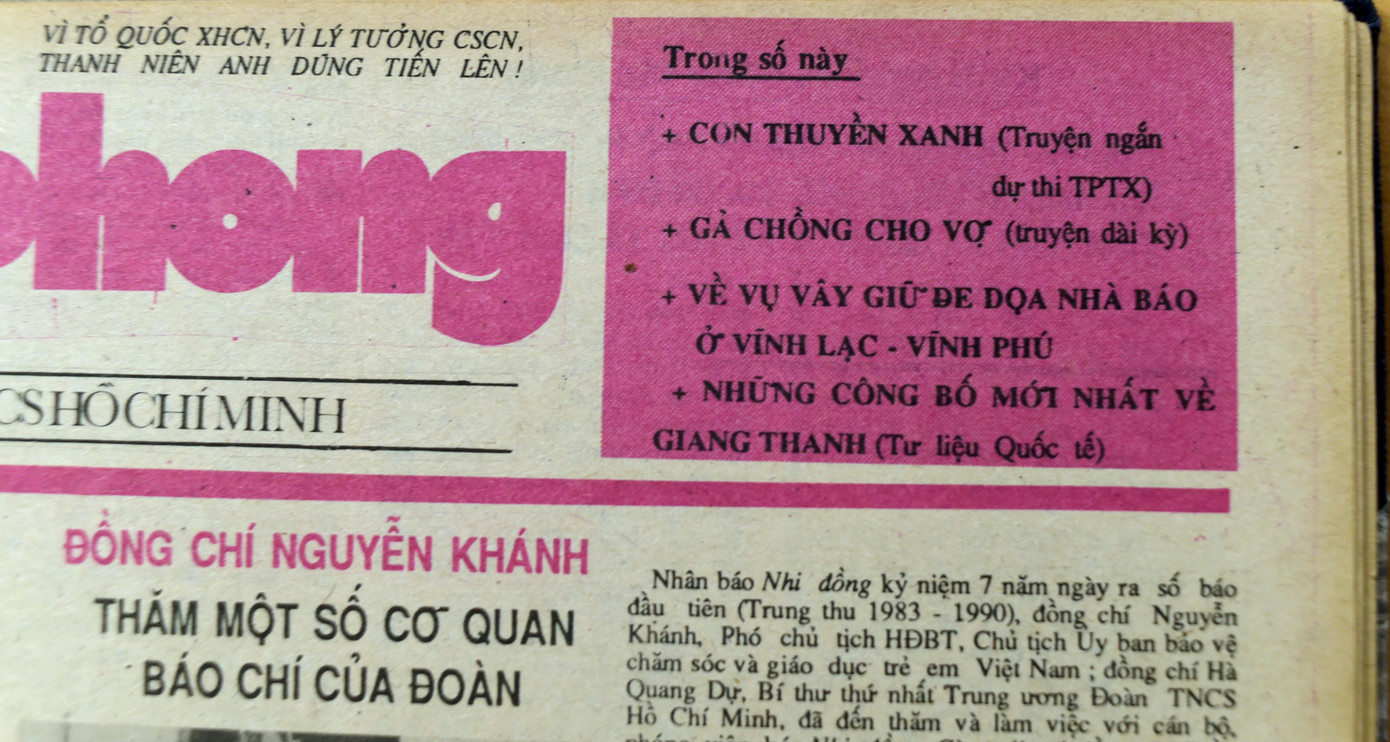 VÌ TỔ QUỐC XHCN, VÌ LÝ TƯỞNG CSCN,
THANH NIÊN ANH DŨNG TIẾN LÊN !
phong
CS HỒ CHÍ MINH
Trong số này
+ CON THUYỀN XANH (Truyện ngắn
dự thi TPTX)
+ GẢ CHỒNG CHO VỢ (truyện dài kỳ)
+ VỀ VỤ VÂY GIỮ ĐE DỌA NHÀ BÁO
Ở VĨNH LẠC - VĨNH PHÚ
+ NHỮNG CÔNG BỐ MỚI NHẤT VỀ
GIANG THANH (Tư liệu Quốc tế)
ĐỒNG CHÍ NGUYỄN KHÁNH
THĂM MỘT SỐ CƠ QUAN
BÁO CHÍ CỦA ĐOÀN
Nhân báo Nhi đồng kỷ niệm 7 năm ngày ra số báo
đầu tiên (Trung thu 1983 - 1990), đồng chí Nguyễn
Khánh, Phó chủ tịch HĐBT, Chủ tịch Ủy ban bảo vệ
chăm sóc và giáo dục trẻ em Việt Nam ; đồng chí Hà
Quang Dự, Bí thư thứ nhất Trung ương Đoàn TNCS
Hồ Chí Minh, đã đến thăm và làm việc với cán bộ,